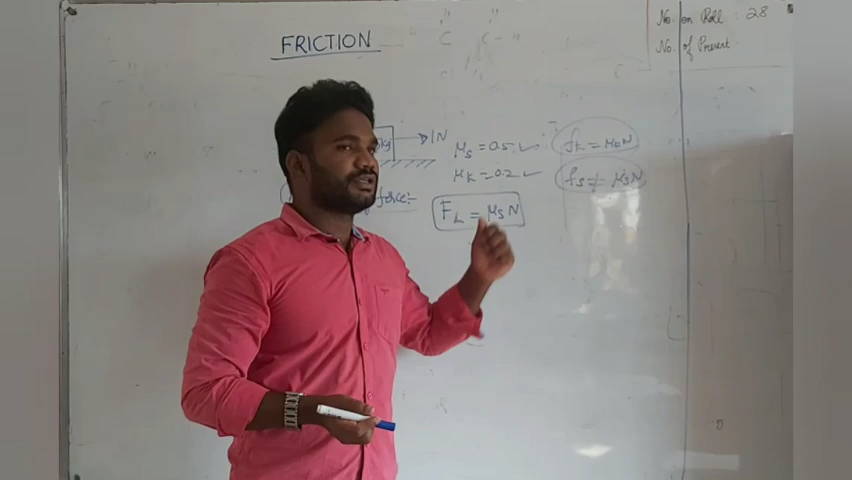 No. on Roll : 28
No. of Present
FRICTION
kg
1N
μs = 0.5 ✓
μk = 0.2 ✓
fk = μkN
fs ≠ μsN
force:-
FL = μsN